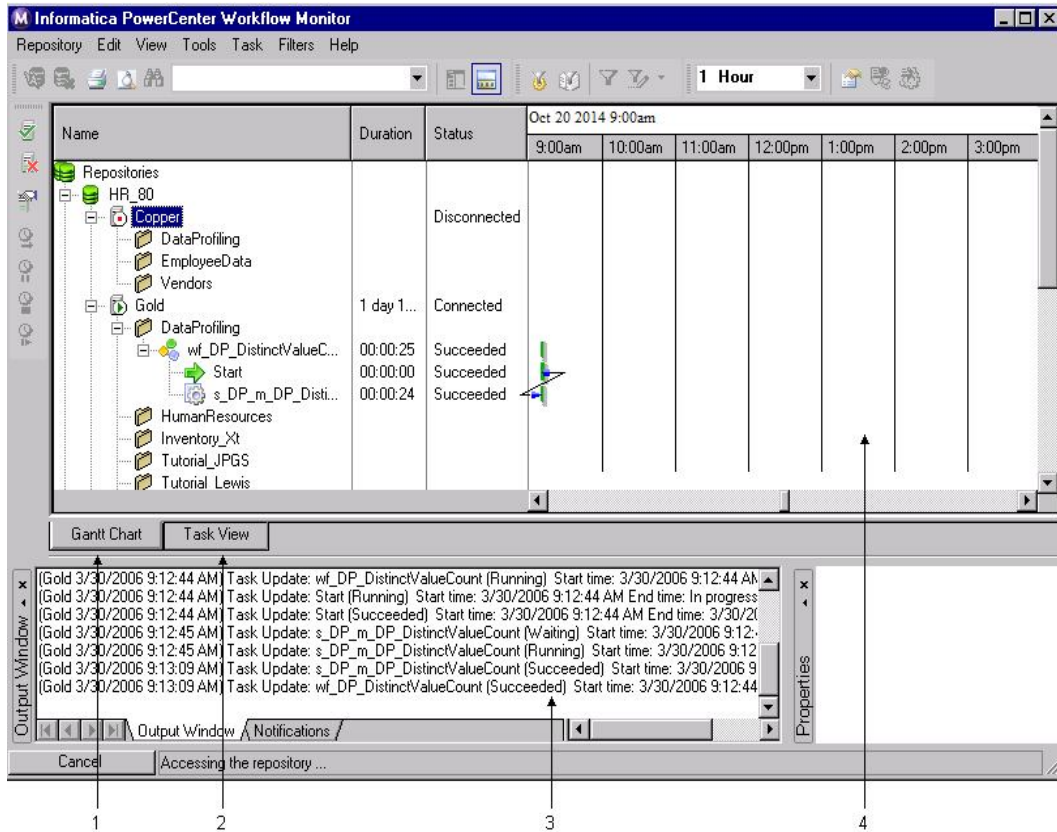 Informatica PowerCenter Workflow Monitor
Repository Edit View Tools Task Filters Help
1 Hour
Name Duration Status Oct 20 2014 9:00am
9:00am 10:00am 11:00am 12:00pm 1:00pm 2:00pm 3:00pm
Repositories
HR_80
Copper Disconnected
DataProfiling
EmployeeData
Vendors
Gold 1 day 1... Connected
DataProfiling
wf_DP_DistinctValueC... 00:00:25 Succeeded
Start 00:00:00 Succeeded
s_DP_m_DP_Disti... 00:00:24 Succeeded
HumanResources
Inventory_Xt
Tutorial_JPGS
Tutorial_Lewis
Gantt Chart Task View
Output Window
(Gold 3/30/2006 9:12:44 AM) Task Update: wf_DP_DistinctValueCount (Running) Start time: 3/30/2006 9:12:44 AM
(Gold 3/30/2006 9:12:44 AM) Task Update: Start (Running) Start time: 3/30/2006 9:12:44 AM End time: In progress
(Gold 3/30/2006 9:12:44 AM) Task Update: Start (Succeeded) Start time: 3/30/2006 9:12:44 AM End time: 3/30/20
(Gold 3/30/2006 9:12:45 AM) Task Update: s_DP_m_DP_DistinctValueCount (Waiting) Start time: 3/30/2006 9:12:
(Gold 3/30/2006 9:12:45 AM) Task Update: s_DP_m_DP_DistinctValueCount (Running) Start time: 3/30/2006 9:12
(Gold 3/30/2006 9:13:09 AM) Task Update: s_DP_m_DP_DistinctValueCount (Succeeded) Start time: 3/30/2006 9
(Gold 3/30/2006 9:13:09 AM) Task Update: wf_DP_DistinctValueCount (Succeeded) Start time: 3/30/2006 9:12:44
Properties
Output Window Notifications
Cancel Accessing the repository ...
1 2 3 4